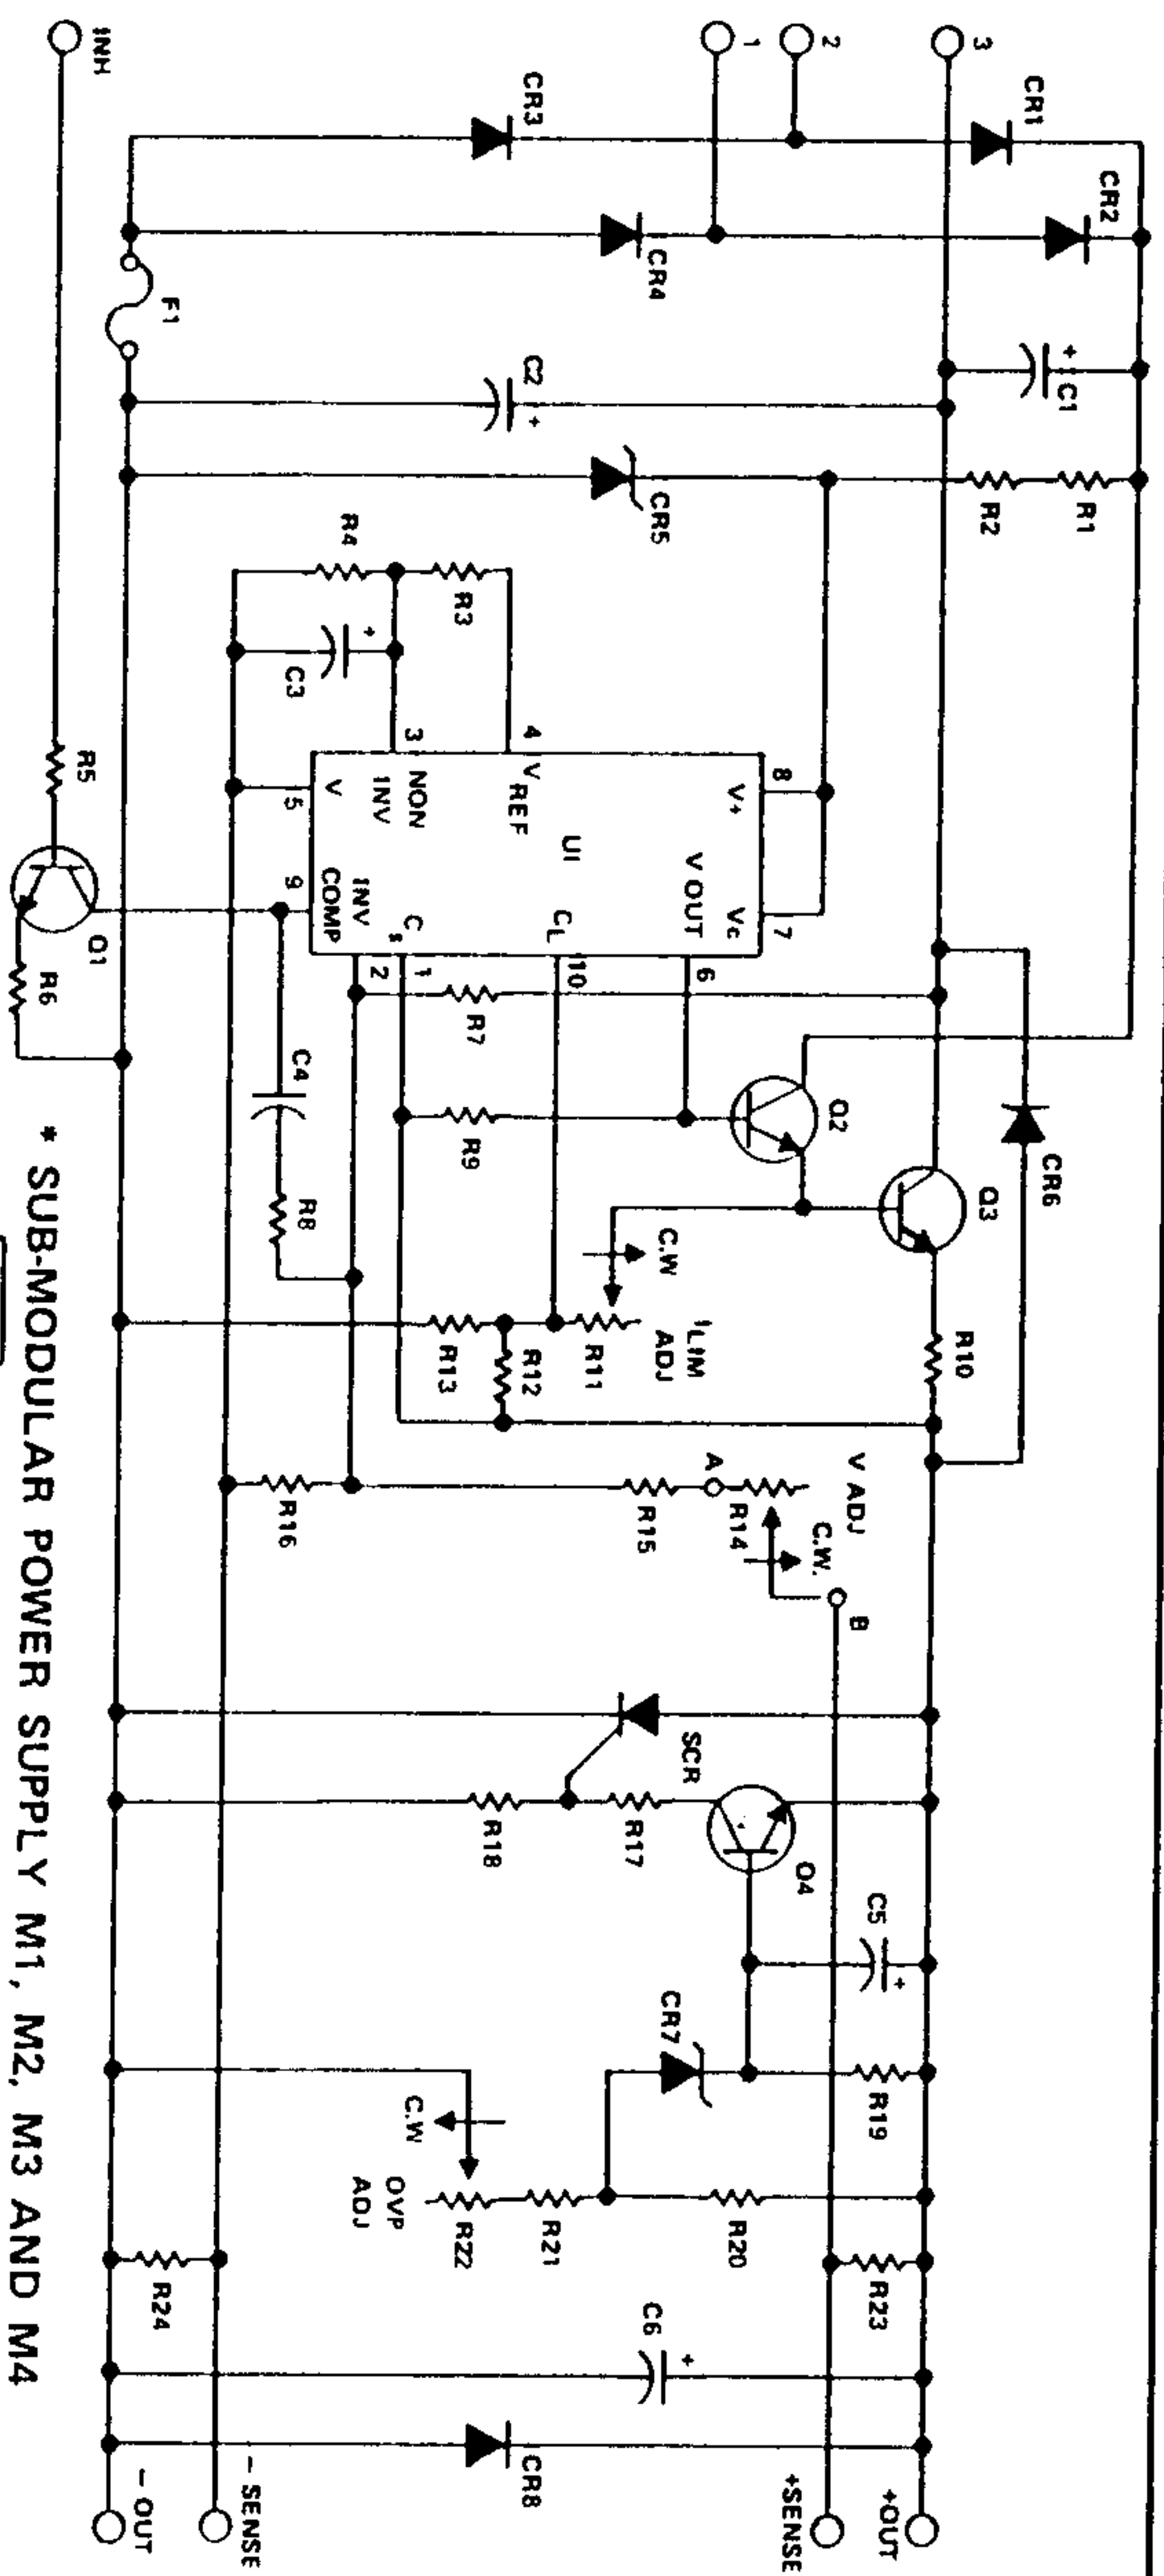 INH
1
2
3
CR3
CR1
CR4
CR2
F1
C2
+
+
C1
CR5
R2
R1
R4
R3
C3
+
R5
Q1
R6
5
V
3
NON
INV
4
V REF
UI
8
V+
V OUT
Vc
7
9
COMP
INV
2
Cs
1
CL
10
6
R7
R9
C4
R8
Q2
Q3
CR6
R10
C.W
ILIM
ADJ
R11
R12
R13
V ADJ
A
R14
C.W.
B
R15
R16
SCR
R17
R18
Q4
C5
+
CR7
R19
C.W
OVP
ADJ
R22
R21
R20
R23
R24
C6
+
CR8
+OUT
+SENSE
– SENSE
– OUT
* SUB-MODULAR POWER SUPPLY M1, M2, M3 AND M4